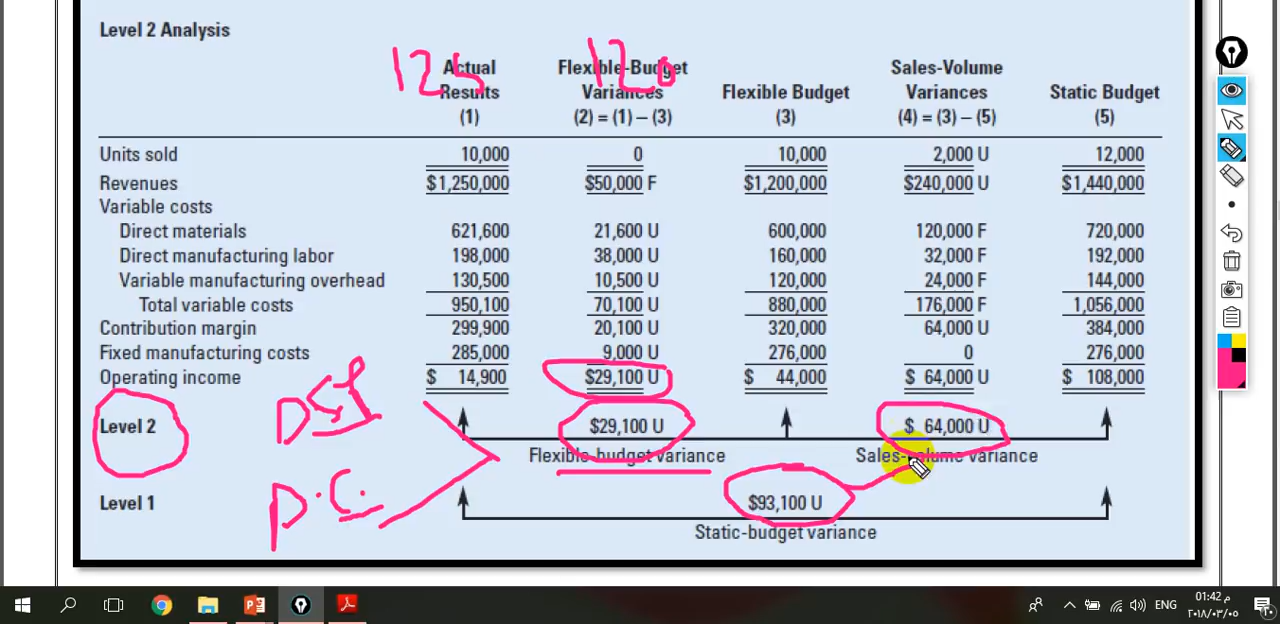 Level 2 Analysis
125
120
Actual Results (1)
Flexible-Budget Variances (2) = (1) – (3)
Flexible Budget (3)
Sales-Volume Variances (4) = (3) – (5)
Static Budget (5)
Units sold 10,000 0 10,000 2,000 U 12,000
Revenues $1,250,000 $50,000 F $1,200,000 $240,000 U $1,440,000
Variable costs
Direct materials 621,600 21,600 U 600,000 120,000 F 720,000
Direct manufacturing labor 198,000 38,000 U 160,000 32,000 F 192,000
Variable manufacturing overhead 130,500 10,500 U 120,000 24,000 F 144,000
Total variable costs 950,100 70,100 U 880,000 176,000 F 1,056,000
Contribution margin 299,900 20,100 U 320,000 64,000 U 384,000
Fixed manufacturing costs 285,000 9,000 U 276,000 0 276,000
Operating income $ 14,900 $29,100 U $ 44,000 $ 64,000 U $ 108,000
Level 2 $29,100 U $ 64,000 U
Flexible-budget variance Sales-volume variance
Level 1 $93,100 U
Static-budget variance
ENG
01:42 م
٢٠١٨/٠٣/٠٥